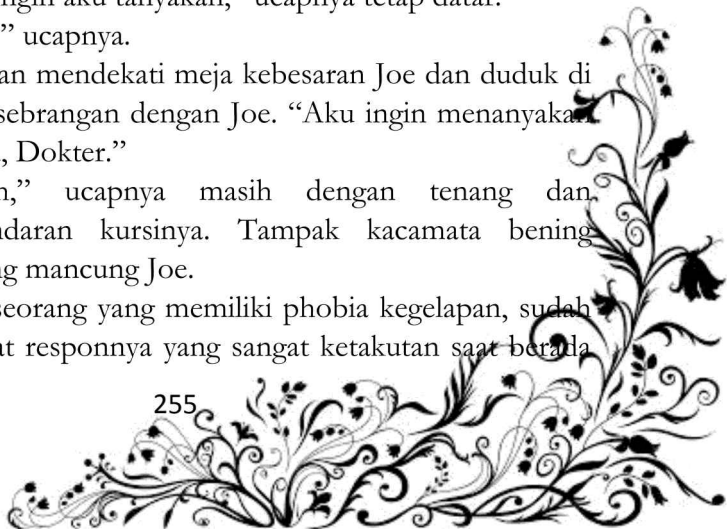 ingin aku tanyakan,” ucapnya tetap datar.
” ucapnya.
an mendekati meja kebesaran Joe dan duduk di
sebrangan dengan Joe. “Aku ingin menanyakan
, Dokter.”
n,” ucapnya masih dengan tenang dan
ndaran kursinya. Tampak kacamata bening
ng mancung Joe.
seorang yang memiliki phobia kegelapan, sudah
at responnya yang sangat ketakutan saat berada
255